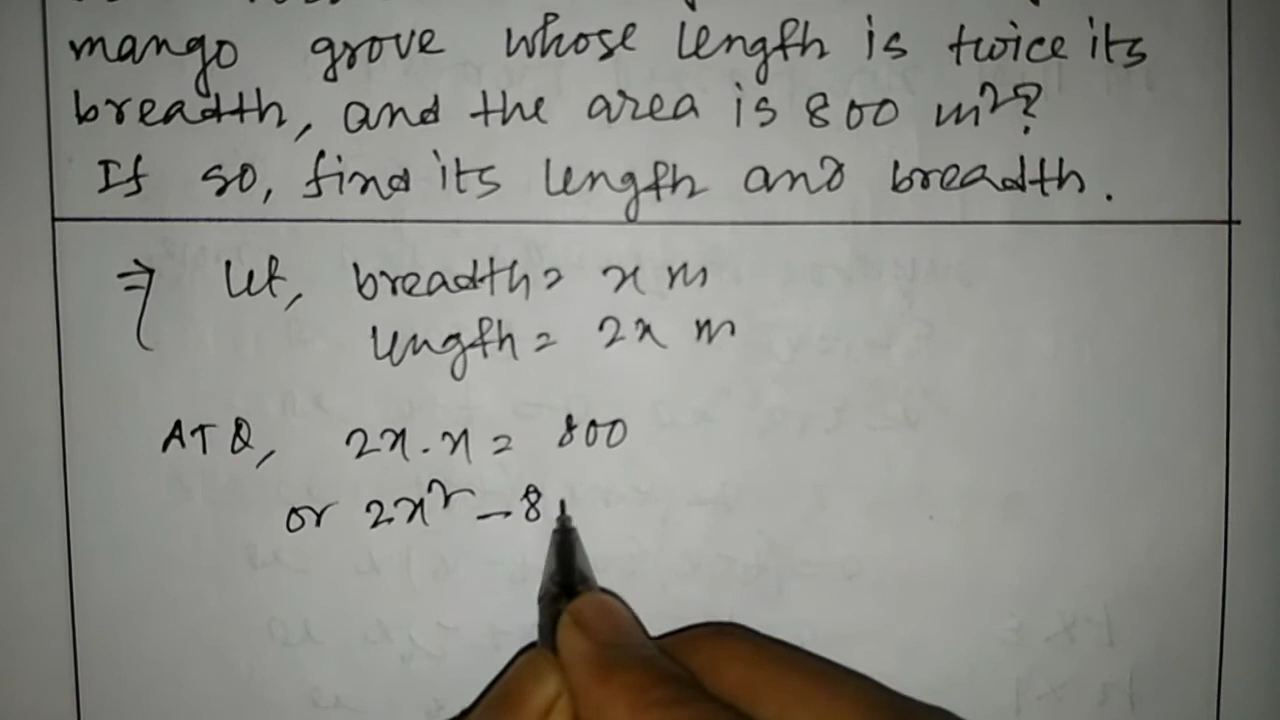 mango grove whose length is twice its
breadth, and the area is 800 m²?
If so, find its length and breadth.
⇒ Let, breadth = x m
length = 2x m
ATQ, 2x.x = 800
or 2x² - 8